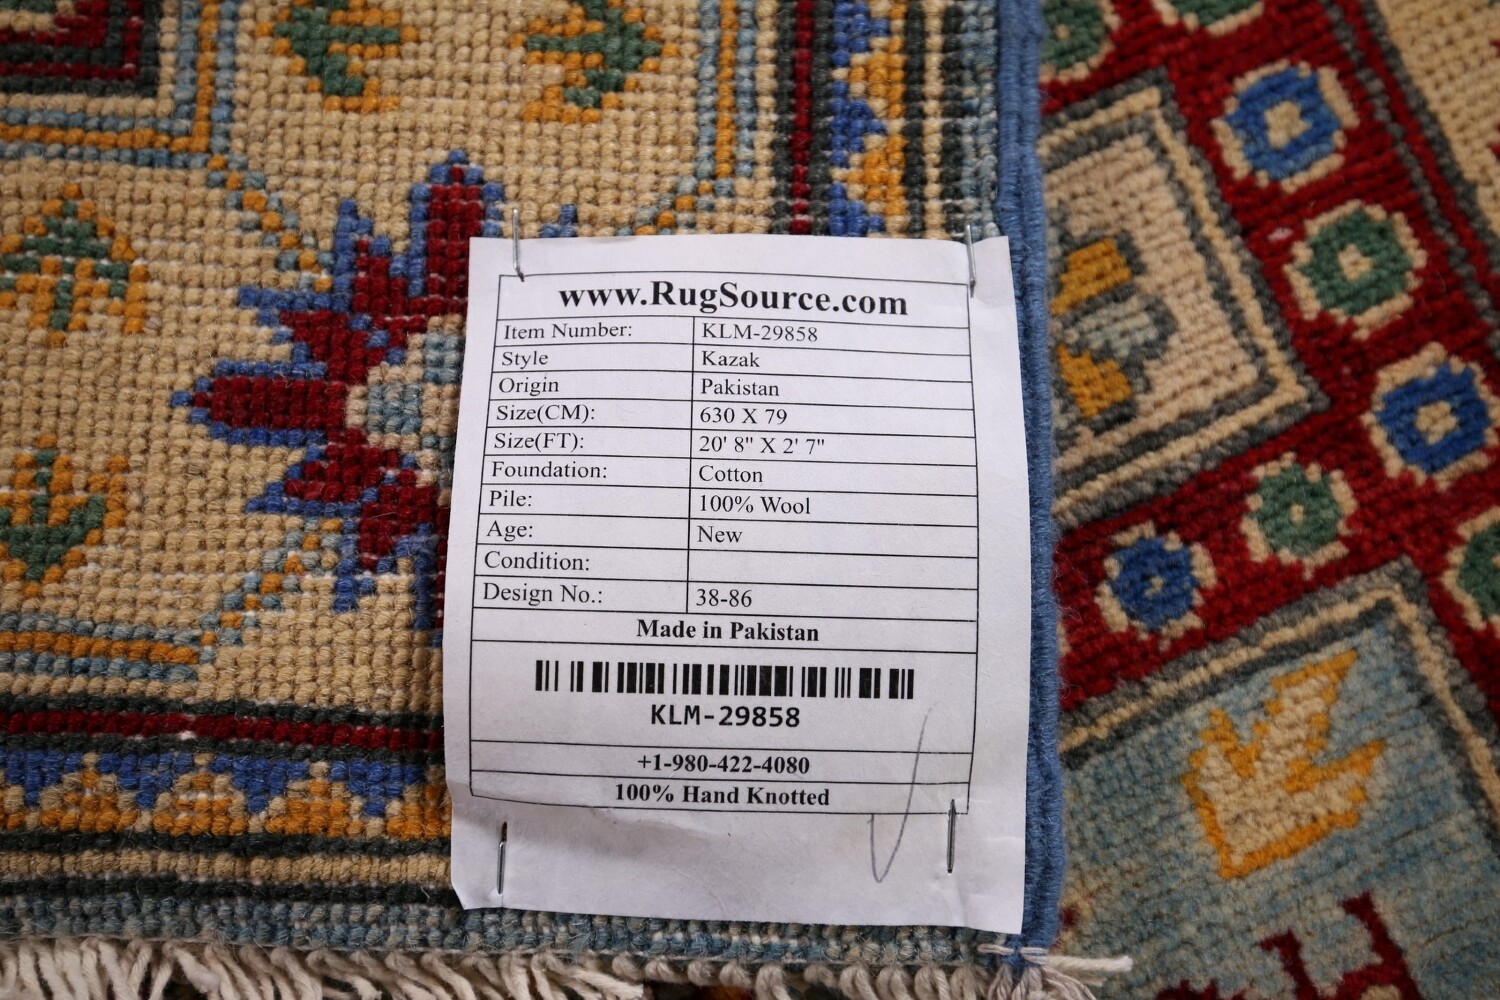 www.RugSource.com
Item Number: KLM-29858
Style Kazak
Origin Pakistan
Size(CM): 630 X 79
Size(FT): 20' 8" X 2' 7"
Foundation: Cotton
Pile: 100% Wool
Age: New
Condition:
Design No.: 38-86
Made in Pakistan
KLM-29858
+1-980-422-4080
100% Hand Knotted